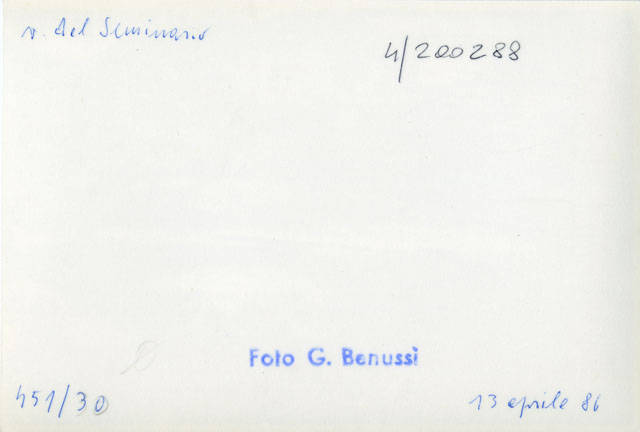 v. del Seminario
4/200288
Foto G. Benussi
451/30
13 aprile 86